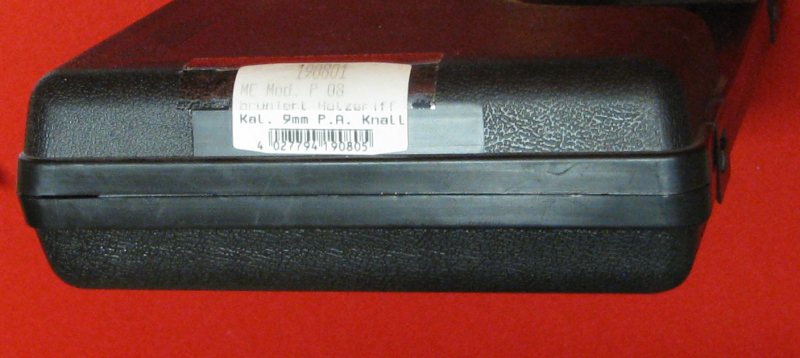 190801
ME Mod. P 08
brüniert Holzgriff
Kal. 9mm P.A. Knall
4 027794 190805